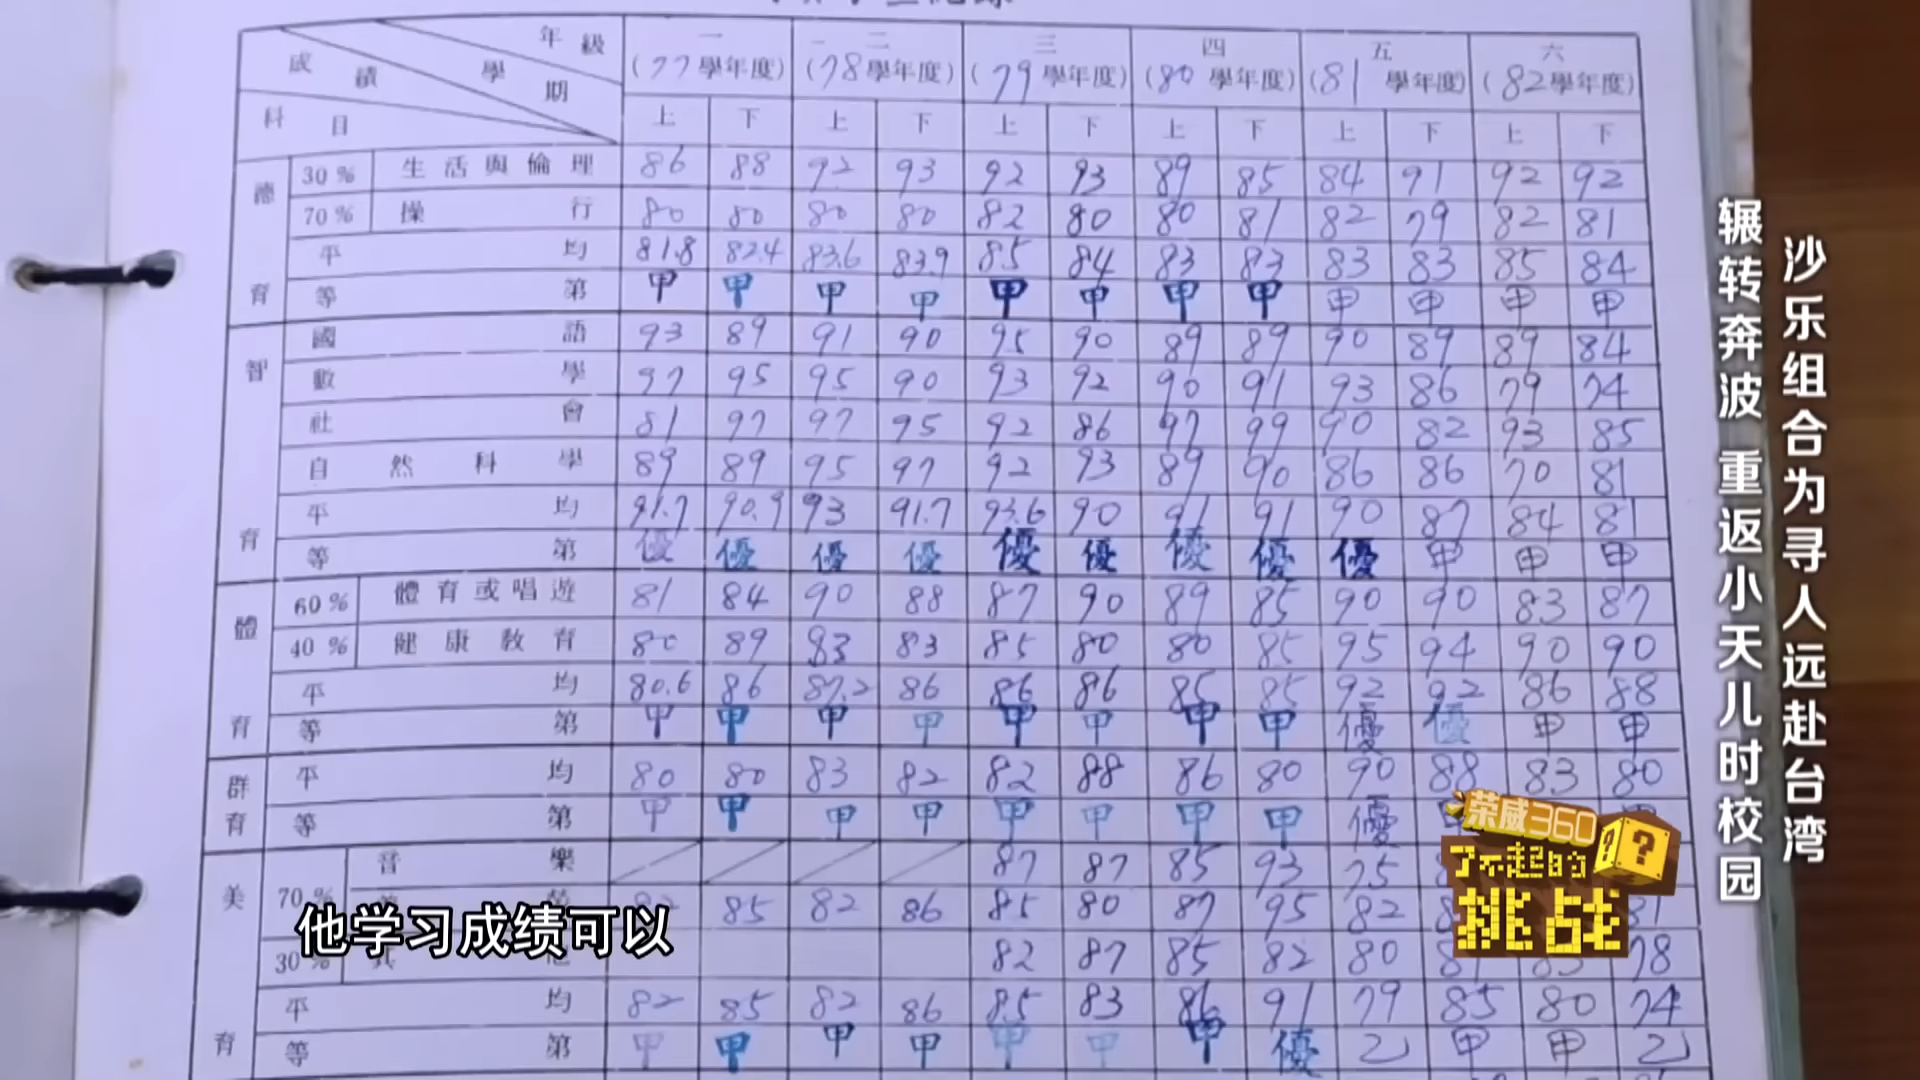 年級
學期
成績
科目
一 二 三 四 五 六
(77學年度) (78學年度) (79學年度) (80學年度) (81學年度) (82學年度)
上 下 上 下 上 下 上 下 上 下 上 下
德育
30% 生活與倫理 86 88 92 93 92 93 89 85 84 91 92 92
70% 操行 80 80 80 80 82 80 80 81 82 79 82 81
平均 81.8 82.4 83.6 83.9 85 84 83 83 83 83 85 84
等第 甲 甲 甲 甲 甲 甲 甲 甲 甲 甲 甲 甲
智育
國語 93 89 91 90 95 90 89 89 90 89 89 84
數學 97 95 95 90 93 92 90 91 93 86 79 74
社會 81 97 97 95 92 86 97 99 90 82 93 85
自然科學 89 89 95 97 92 93 89 90 86 86 70 81
平均 91.7 90.9 93 91.7 93.6 90 91 91 90 87 84 81
等第 優 優 優 優 優 優 優 優 優 甲 甲 甲
體育
60% 體育或唱遊 81 84 90 88 87 90 89 85 90 90 83 87
40% 健康教育 80 89 83 83 85 80 80 85 95 94 90 90
平均 80.6 86 87.2 86 86 86 85 85 92 92 86 88
等第 甲 甲 甲 甲 甲 甲 甲 甲 優 優 甲 甲
群育
平均 80 80 83 82 82 88 86 80 90 88 83 80
等第 甲 甲 甲 甲 甲 甲 甲 甲 優
美育
70%
音樂 87 87 85 93 75
85 82 86 85 80 87 95 82 81
30% 82 87 85 82 80 81 83 78
平均 82 85 82 86 85 83 86 91 79 85 80 74
等第 甲 甲 甲 甲 甲 甲 甲 優 乙 甲 甲 乙
沙乐组合为寻人远赴台湾
辗转奔波 重返小天儿时校园
荣威360
了不起的
挑战
他学习成绩可以